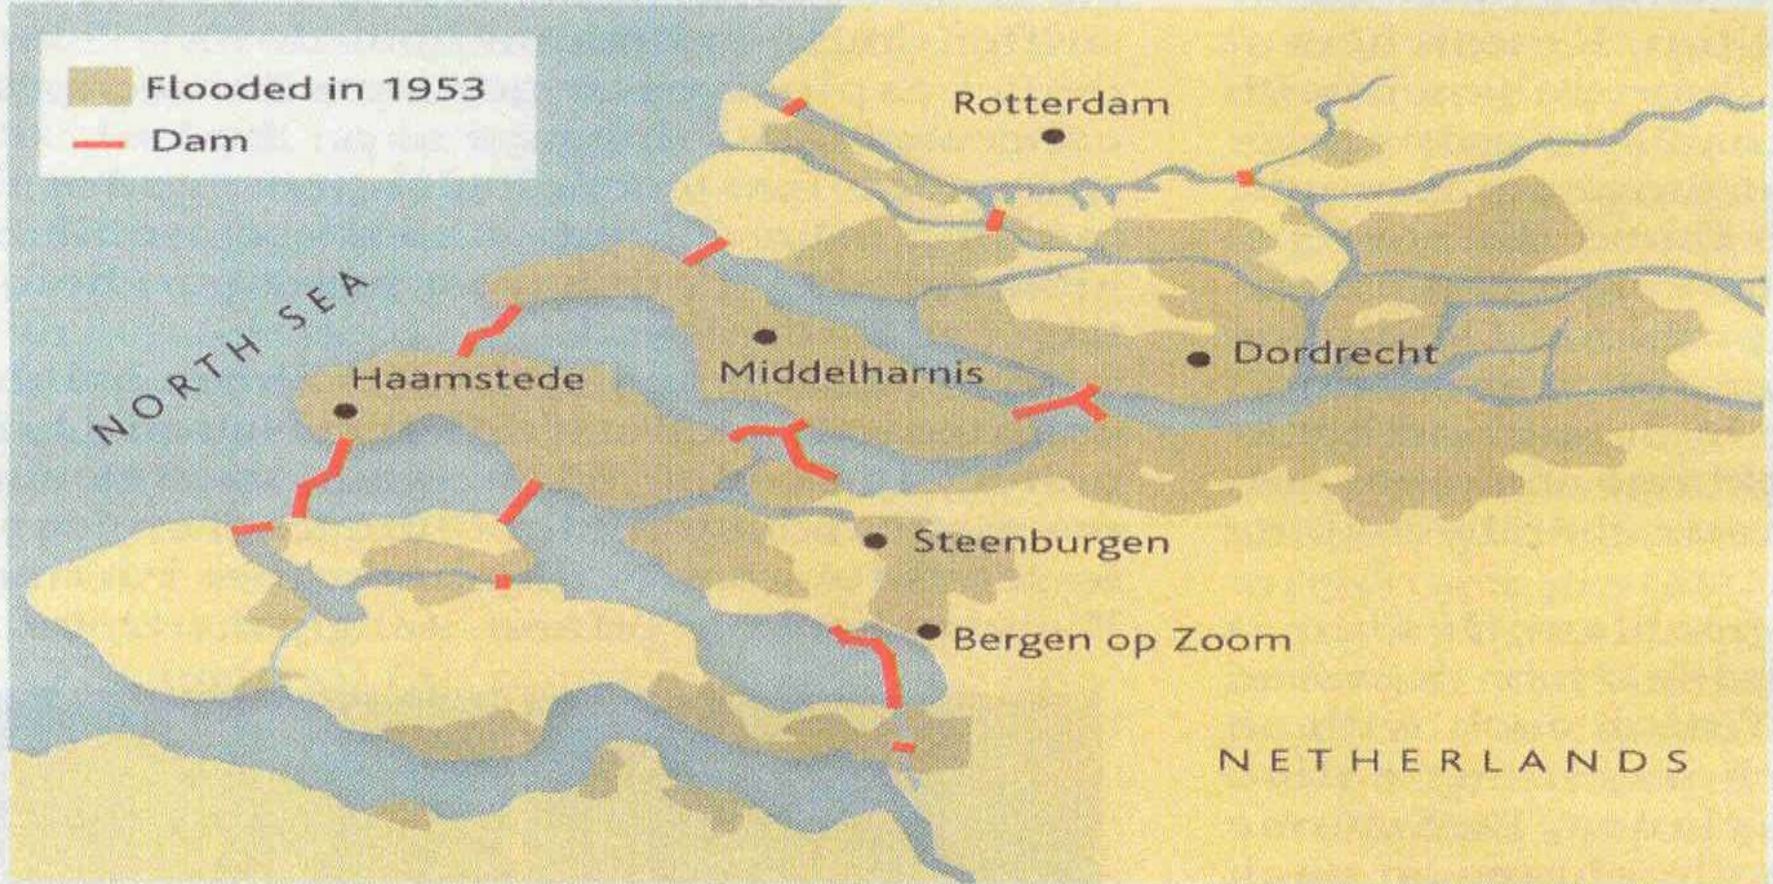 Flooded in 1953
Dam
Rotterdam
NORTH SEA
Haamstede
Middelharnis
Dordrecht
Steenburgen
Bergen op Zoom
NETHERLANDS